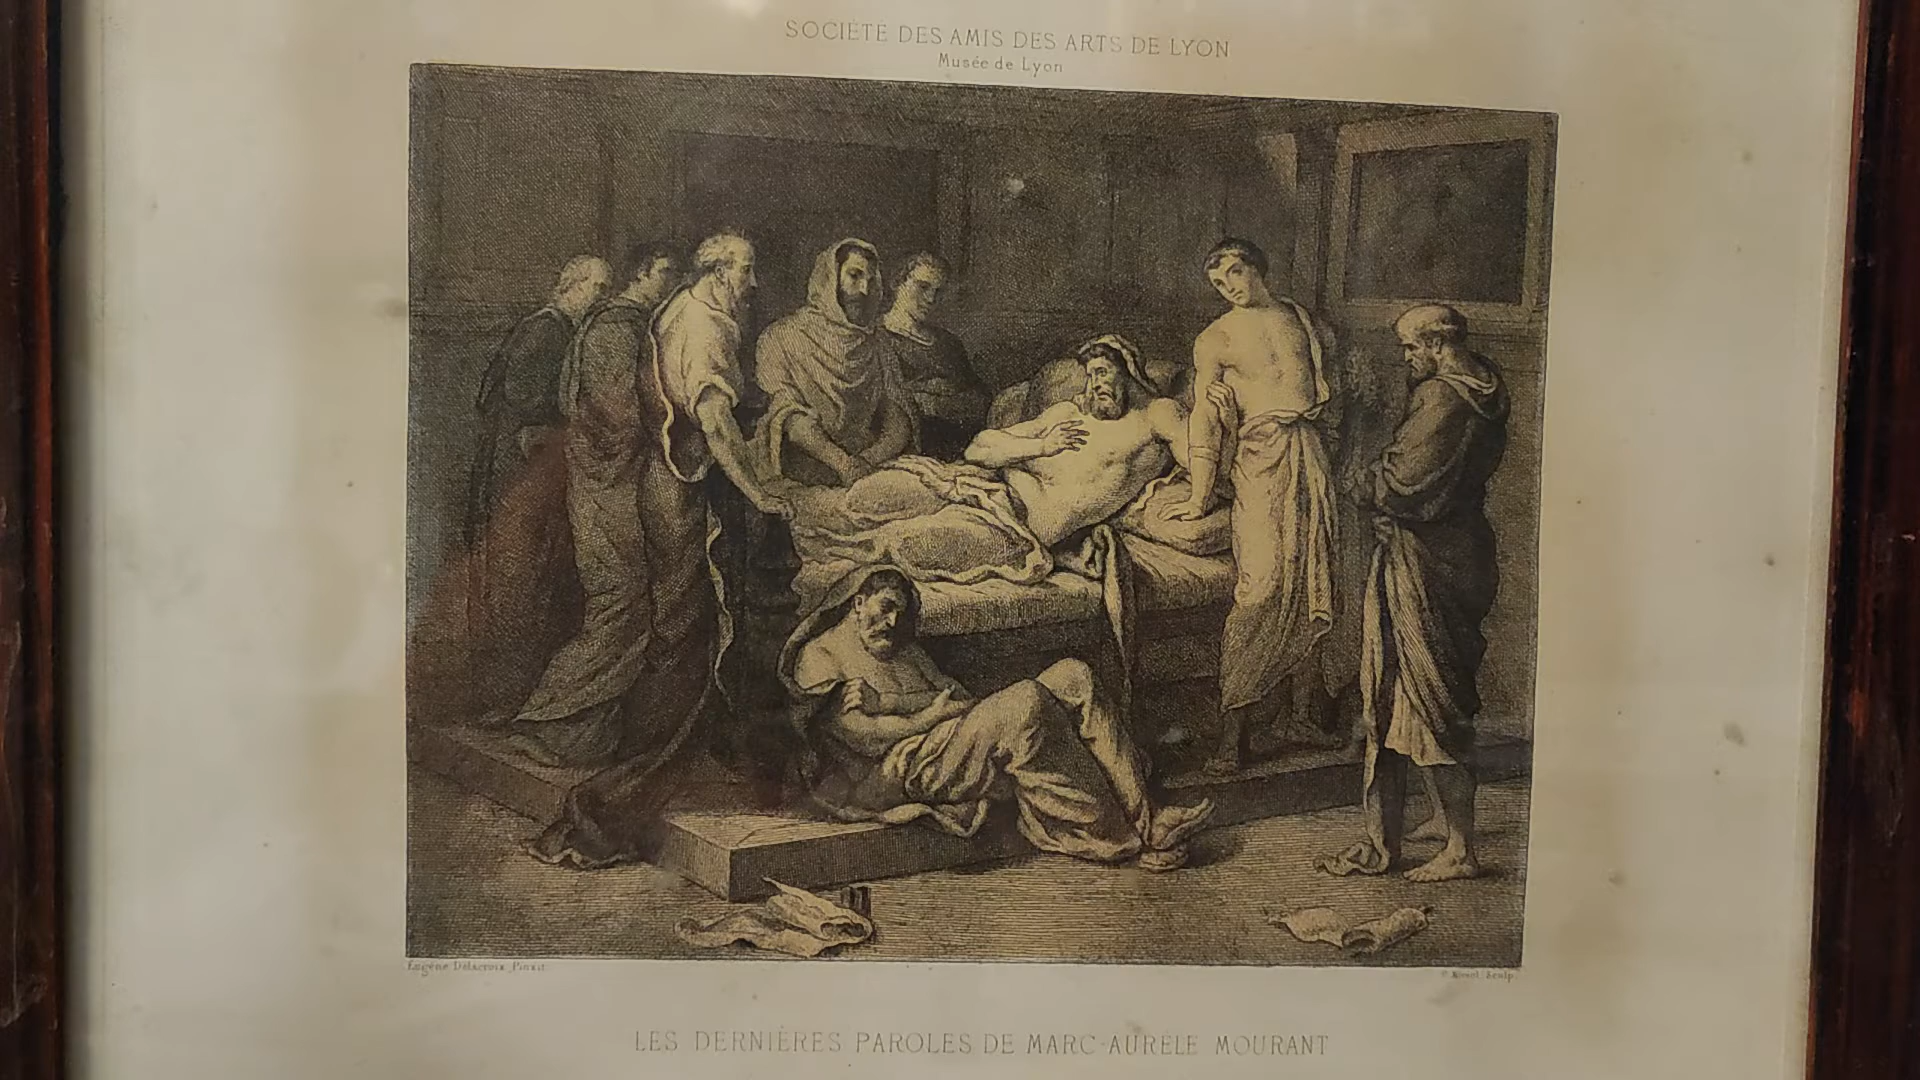 SOCIÉTÉ DES AMIS DES ARTS DE LYON
Musée de Lyon
Eugène Delacroix Pinxit
Sculp.
LES DERNIÈRES PAROLES DE MARC-AURÈLE MOURANT